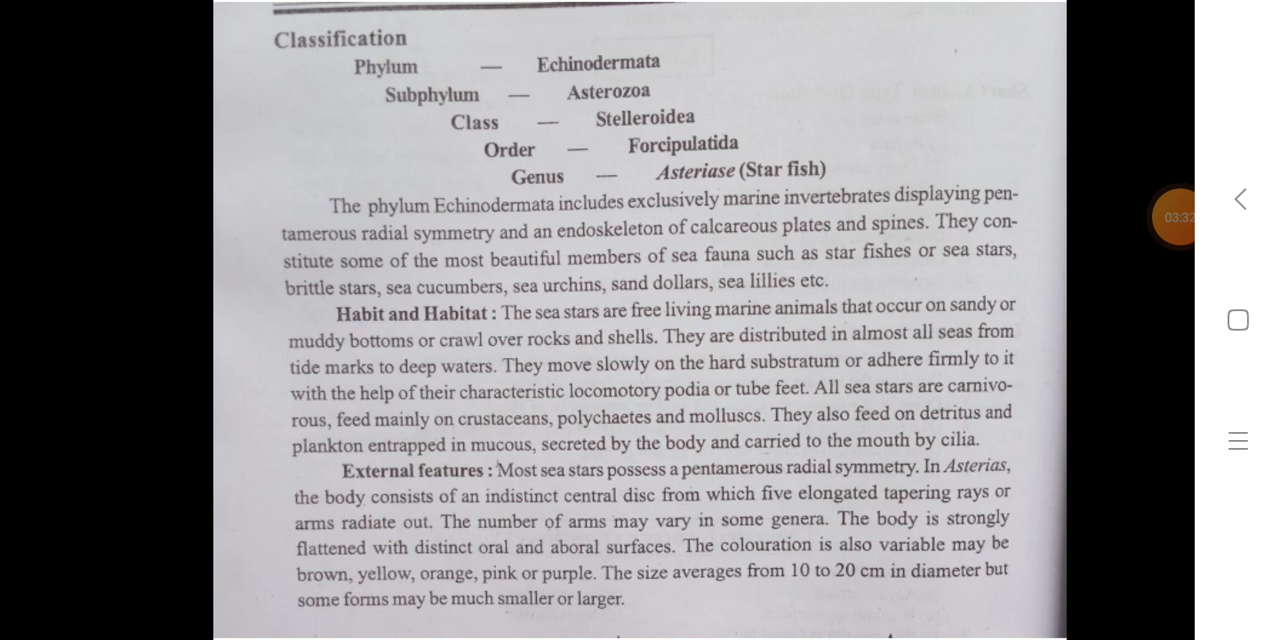 Classification
Phylum — Echinodermata
Subphylum — Asterozoa
Class — Stelleroidea
Order — Forcipulatida
Genus — Asteriase (Star fish)
The phylum Echinodermata includes exclusively marine invertebrates displaying pen-
tamerous radial symmetry and an endoskeleton of calcareous plates and spines. They con-
stitute some of the most beautiful members of sea fauna such as star fishes or sea stars,
brittle stars, sea cucumbers, sea urchins, sand dollars, sea lillies etc.
Habit and Habitat : The sea stars are free living marine animals that occur on sandy or
muddy bottoms or crawl over rocks and shells. They are distributed in almost all seas from
tide marks to deep waters. They move slowly on the hard substratum or adhere firmly to it
with the help of their characteristic locomotory podia or tube feet. All sea stars are carnivo-
rous, feed mainly on crustaceans, polychaetes and molluscs. They also feed on detritus and
plankton entrapped in mucous, secreted by the body and carried to the mouth by cilia.
External features : Most sea stars possess a pentamerous radial symmetry. In Asterias,
the body consists of an indistinct central disc from which five elongated tapering rays or
arms radiate out. The number of arms may vary in some genera. The body is strongly
flattened with distinct oral and aboral surfaces. The colouration is also variable may be
brown, yellow, orange, pink or purple. The size averages from 10 to 20 cm in diameter but
some forms may be much smaller or larger.
03:32